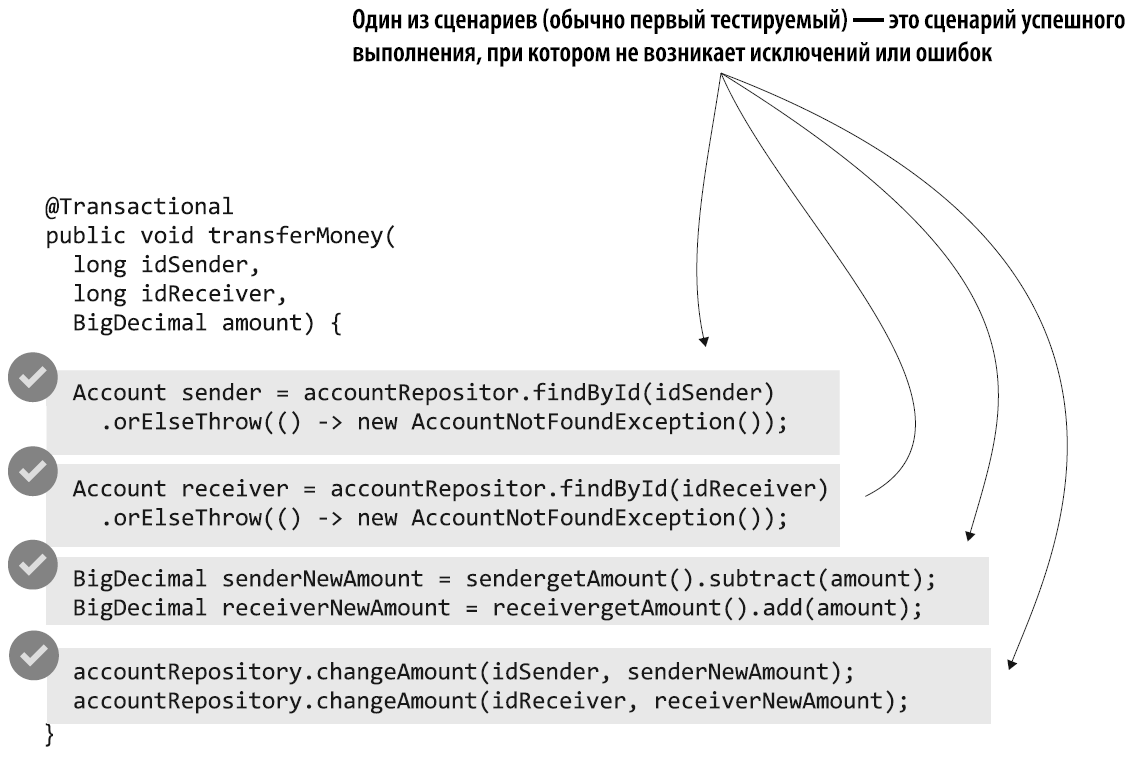 Один из сценариев (обычно первый тестируемый) — это сценарий успешного
выполнения, при котором не возникает исключений или ошибок
@Transactional
public void transferMoney(
long idSender,
long idReceiver,
BigDecimal amount) {
Account sender = accountRepositor.findById(idSender)
.orElseThrow(() -> new AccountNotFoundException());
Account receiver = accountRepositor.findById(idReceiver)
.orElseThrow(() -> new AccountNotFoundException());
BigDecimal senderNewAmount = sendergetAmount().subtract(amount);
BigDecimal receiverNewAmount = receivergetAmount().add(amount);
accountRepository.changeAmount(idSender, senderNewAmount);
accountRepository.changeAmount(idReceiver, receiverNewAmount);
}